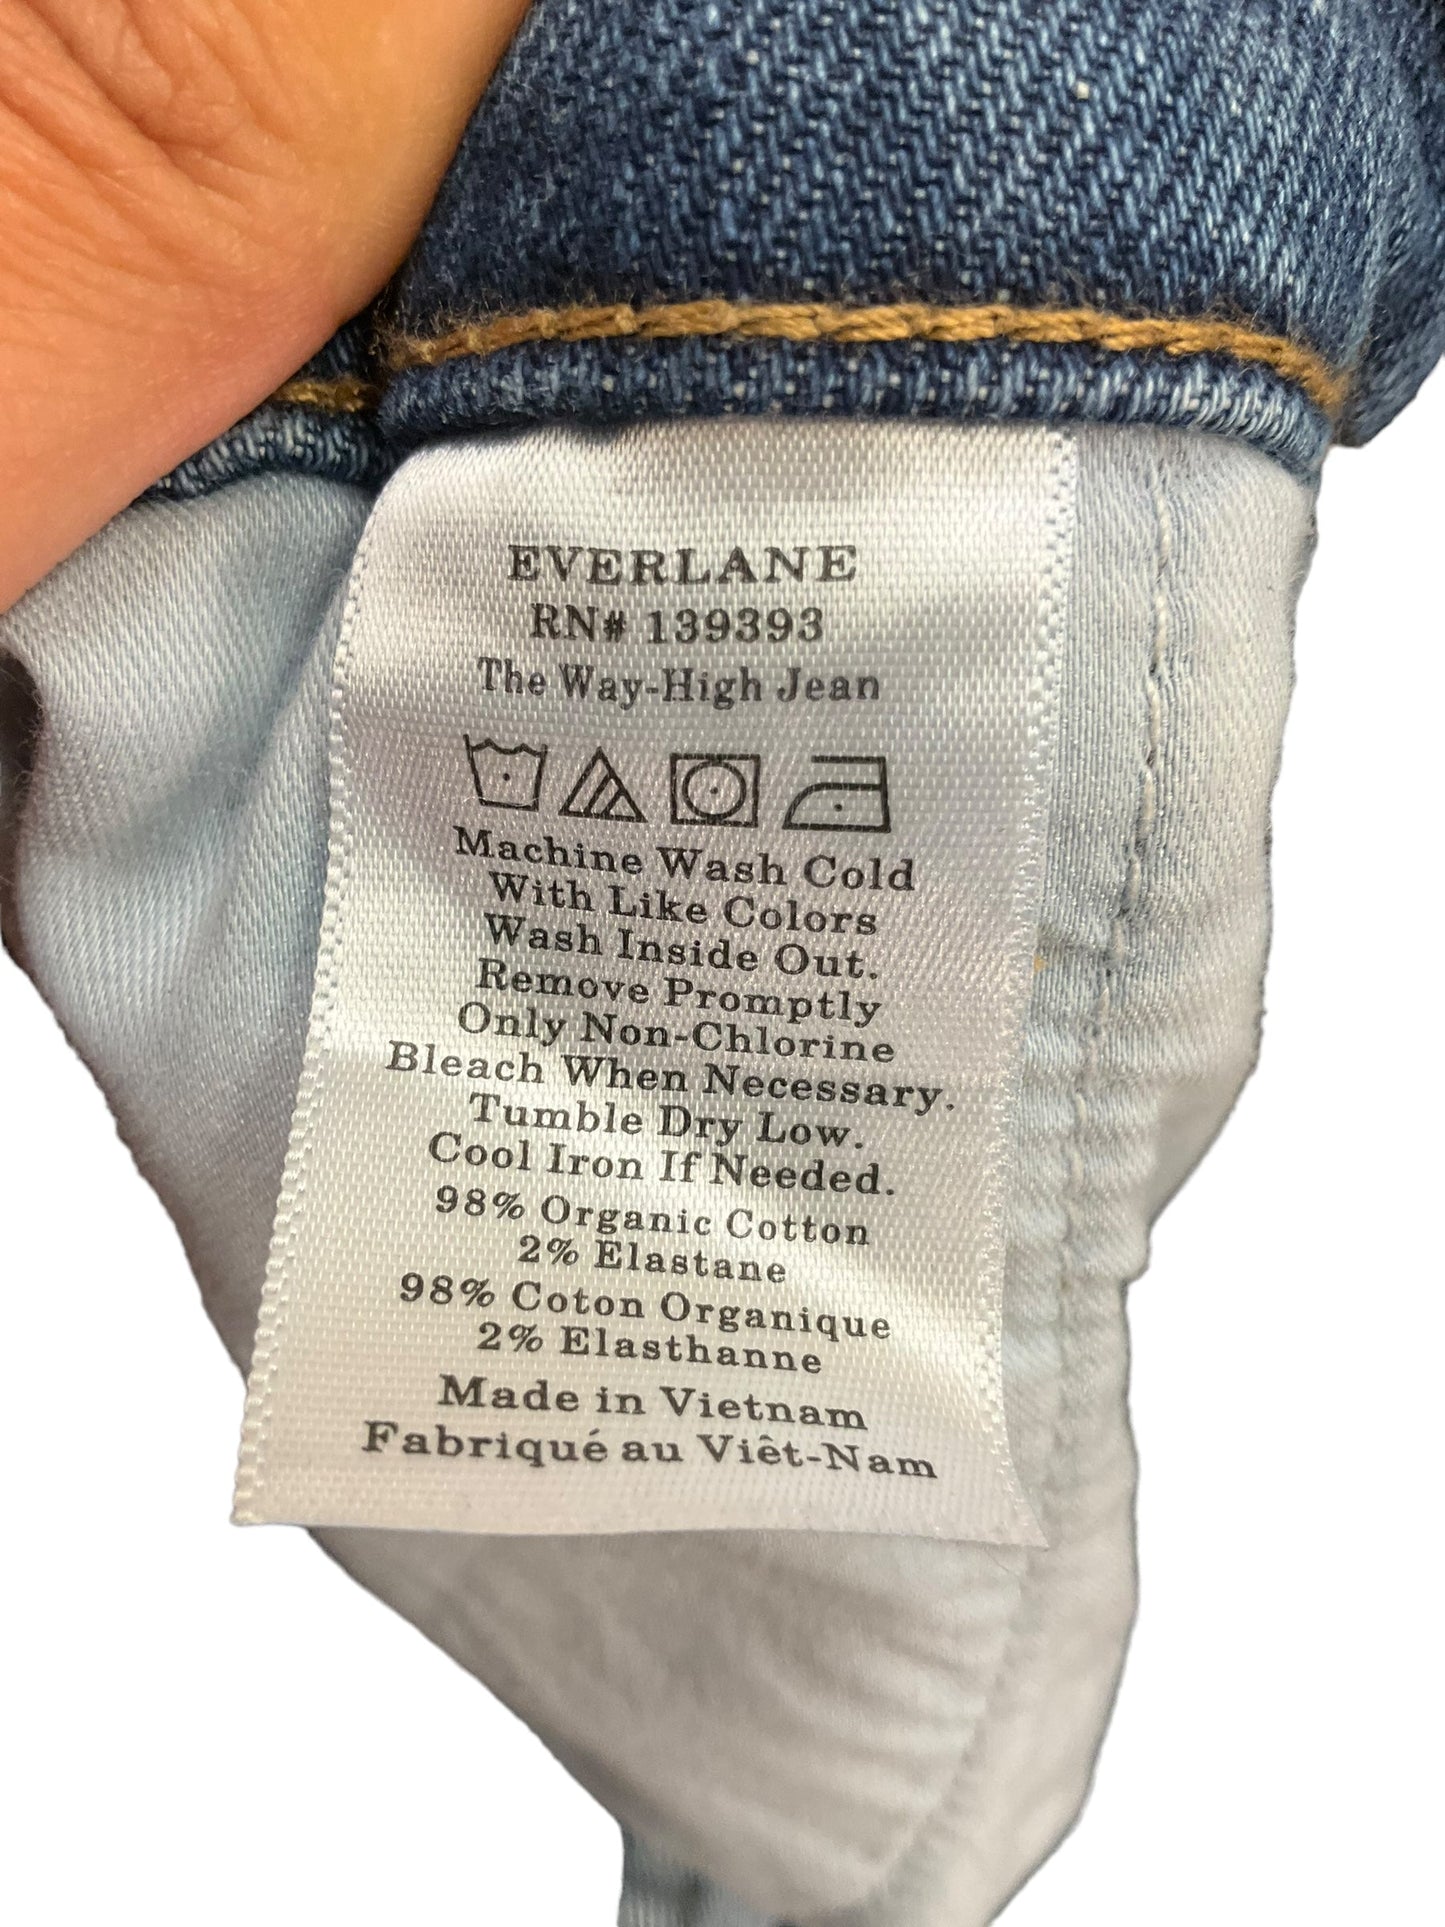 EVERLANE
RN# 139393
The Way-High Jean
Machine Wash Cold
With Like Colors
Wash Inside Out.
Remove Promptly
Only Non-Chlorine
Bleach When Necessary.
Tumble Dry Low.
Cool Iron If Needed.
98% Organic Cotton
2% Elastane
98% Coton Organique
2% Elasthanne
Made in Vietnam
Fabriqué au Viêt-Nam